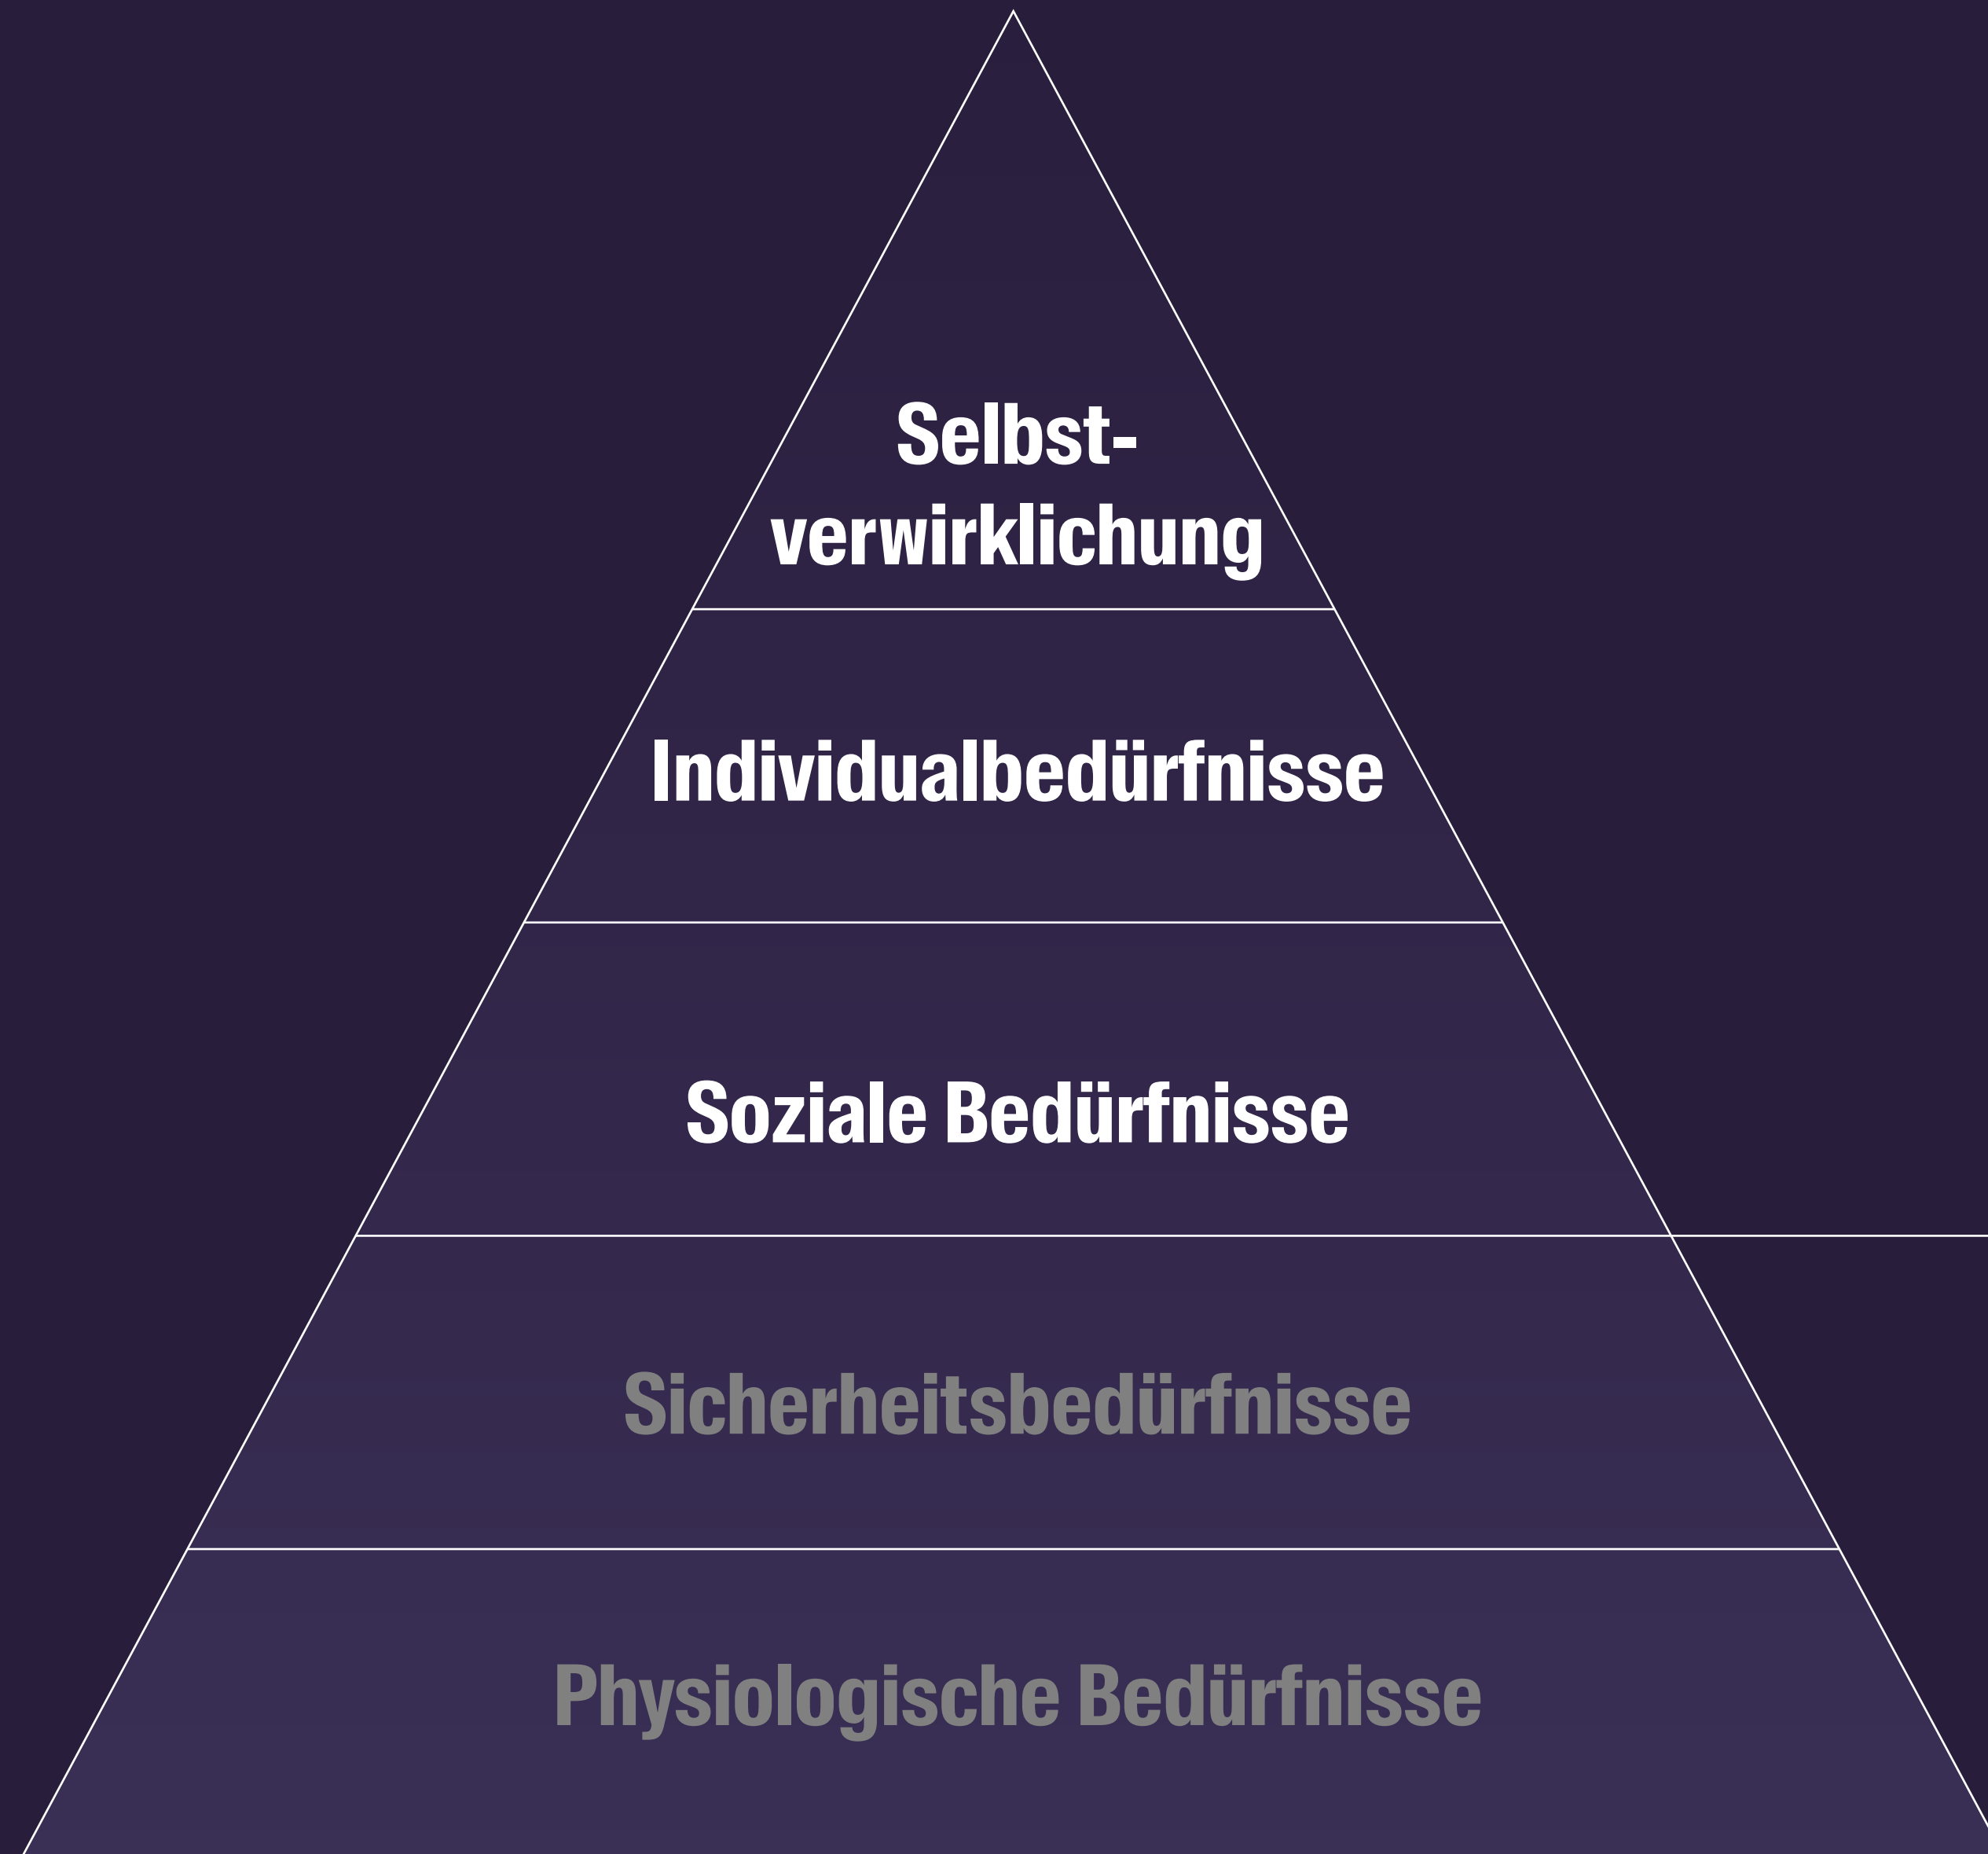 Selbst-
verwirklichung
Individualbedürfnisse
Soziale Bedürfnisse
Sicherheitsbedürfnisse
Physiologische Bedürfnisse